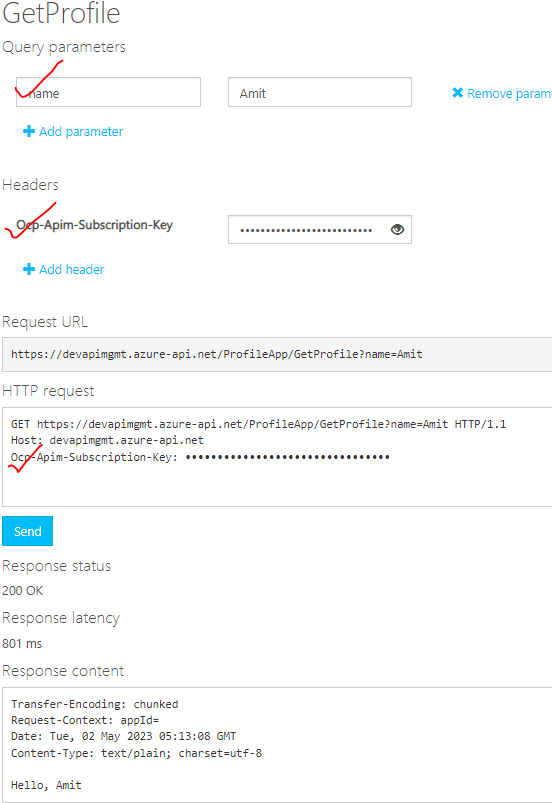 GetProfile
Query parameters
name Amit ✖ Remove param
✚ Add parameter
Headers
Ocp-Apim-Subscription-Key ••••••••••••••••••••••••••
✚ Add header
Request URL
https://devapimgmt.azure-api.net/ProfileApp/GetProfile?name=Amit
HTTP request
GET https://devapimgmt.azure-api.net/ProfileApp/GetProfile?name=Amit HTTP/1.1
Host: devapimgmt.azure-api.net
Ocp-Apim-Subscription-Key: ••••••••••••••••••••••••••••••••
Send
Response status
200 OK
Response latency
801 ms
Response content
Transfer-Encoding: chunked
Request-Context: appId=
Date: Tue, 02 May 2023 05:13:08 GMT
Content-Type: text/plain; charset=utf-8
Hello, Amit